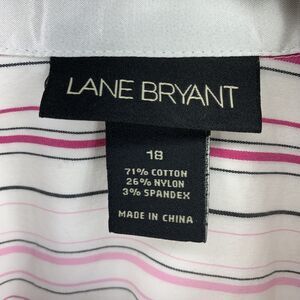 LANE BRYANT
18
71% COTTON
26% NYLON
3% SPANDEX
MADE IN CHINA